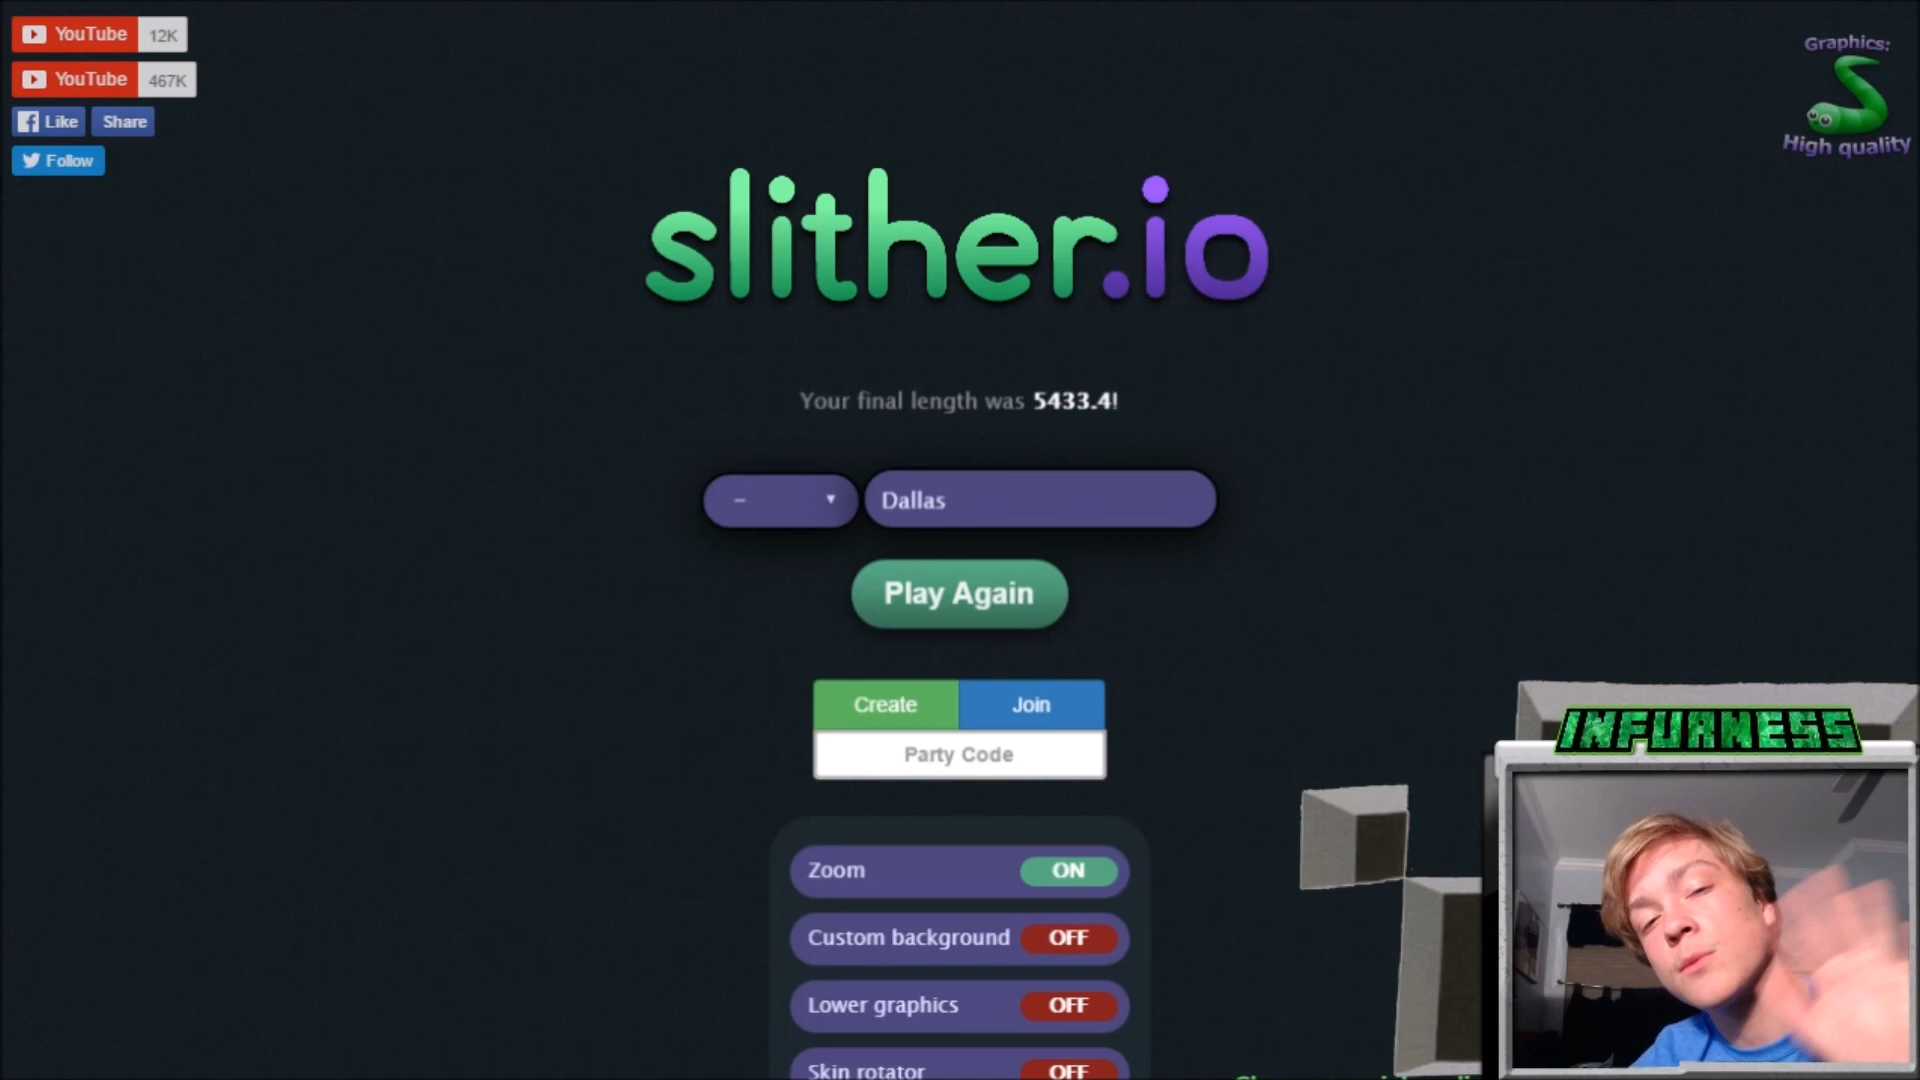 YouTube 12K
YouTube 467K
Like Share
Follow
Graphics:
High quality
slither.io
Your final length was 5433.4!
– Dallas
Play Again
Create Join
Party Code
INFURNESS
Zoom ON
Custom background OFF
Lower graphics OFF
Skin rotator OFF